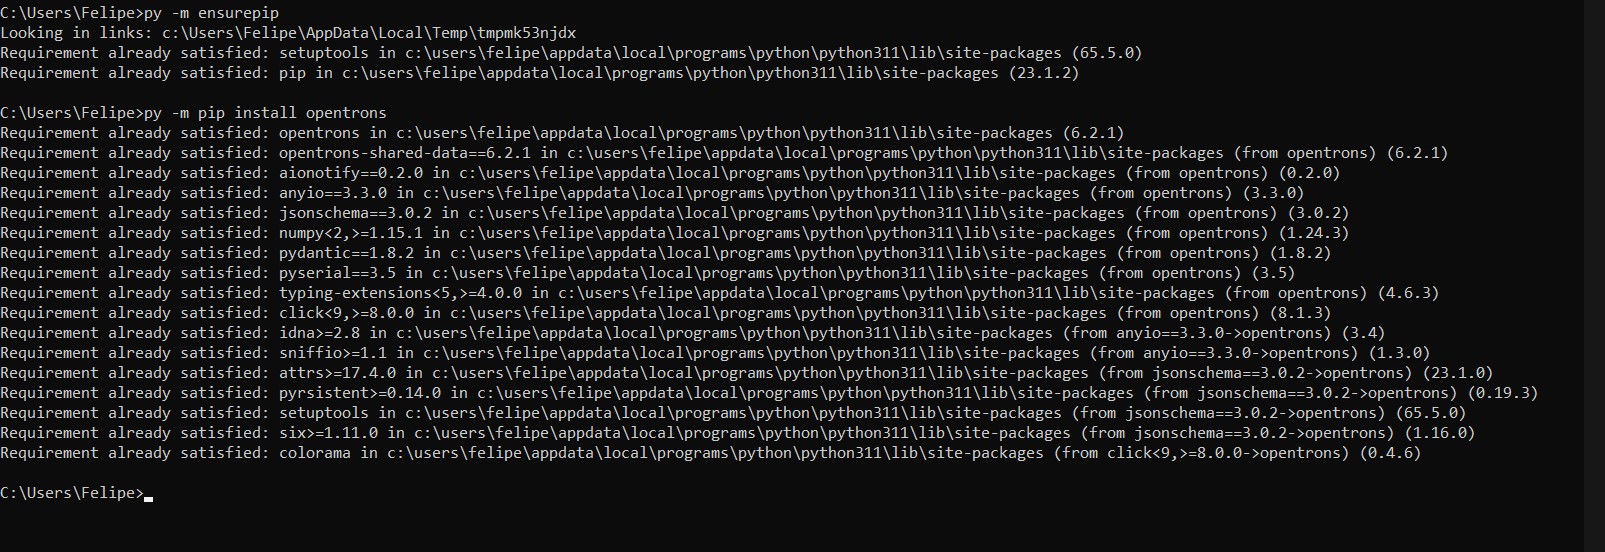 C:\Users\Felipe>py -m ensurepip
Looking in links: c:\Users\Felipe\AppData\Local\Temp\tmpmk53njdx
Requirement already satisfied: setuptools in c:\users\felipe\appdata\local\programs\python\python311\lib\site-packages (65.5.0)
Requirement already satisfied: pip in c:\users\felipe\appdata\local\programs\python\python311\lib\site-packages (23.1.2)
C:\Users\Felipe>py -m pip install opentrons
Requirement already satisfied: opentrons in c:\users\felipe\appdata\local\programs\python\python311\lib\site-packages (6.2.1)
Requirement already satisfied: opentrons-shared-data==6.2.1 in c:\users\felipe\appdata\local\programs\python\python311\lib\site-packages (from opentrons) (6.2.1)
Requirement already satisfied: aionotify==0.2.0 in c:\users\felipe\appdata\local\programs\python\python311\lib\site-packages (from opentrons) (0.2.0)
Requirement already satisfied: anyio==3.3.0 in c:\users\felipe\appdata\local\programs\python\python311\lib\site-packages (from opentrons) (3.3.0)
Requirement already satisfied: jsonschema==3.0.2 in c:\users\felipe\appdata\local\programs\python\python311\lib\site-packages (from opentrons) (3.0.2)
Requirement already satisfied: numpy<2,>=1.15.1 in c:\users\felipe\appdata\local\programs\python\python311\lib\site-packages (from opentrons) (1.24.3)
Requirement already satisfied: pydantic==1.8.2 in c:\users\felipe\appdata\local\programs\python\python311\lib\site-packages (from opentrons) (1.8.2)
Requirement already satisfied: pyserial==3.5 in c:\users\felipe\appdata\local\programs\python\python311\lib\site-packages (from opentrons) (3.5)
Requirement already satisfied: typing-extensions<5,>=4.0.0 in c:\users\felipe\appdata\local\programs\python\python311\lib\site-packages (from opentrons) (4.6.3)
Requirement already satisfied: click<9,>=8.0.0 in c:\users\felipe\appdata\local\programs\python\python311\lib\site-packages (from opentrons) (8.1.3)
Requirement already satisfied: idna>=2.8 in c:\users\felipe\appdata\local\programs\python\python311\lib\site-packages (from anyio==3.3.0->opentrons) (3.4)
Requirement already satisfied: sniffio>=1.1 in c:\users\felipe\appdata\local\programs\python\python311\lib\site-packages (from anyio==3.3.0->opentrons) (1.3.0)
Requirement already satisfied: attrs>=17.4.0 in c:\users\felipe\appdata\local\programs\python\python311\lib\site-packages (from jsonschema==3.0.2->opentrons) (23.1.0)
Requirement already satisfied: pyrsistent>=0.14.0 in c:\users\felipe\appdata\local\programs\python\python311\lib\site-packages (from jsonschema==3.0.2->opentrons) (0.19.3)
Requirement already satisfied: setuptools in c:\users\felipe\appdata\local\programs\python\python311\lib\site-packages (from jsonschema==3.0.2->opentrons) (65.5.0)
Requirement already satisfied: six>=1.11.0 in c:\users\felipe\appdata\local\programs\python\python311\lib\site-packages (from jsonschema==3.0.2->opentrons) (1.16.0)
Requirement already satisfied: colorama in c:\users\felipe\appdata\local\programs\python\python311\lib\site-packages (from click<9,>=8.0.0->opentrons) (0.4.6)
C:\Users\Felipe>